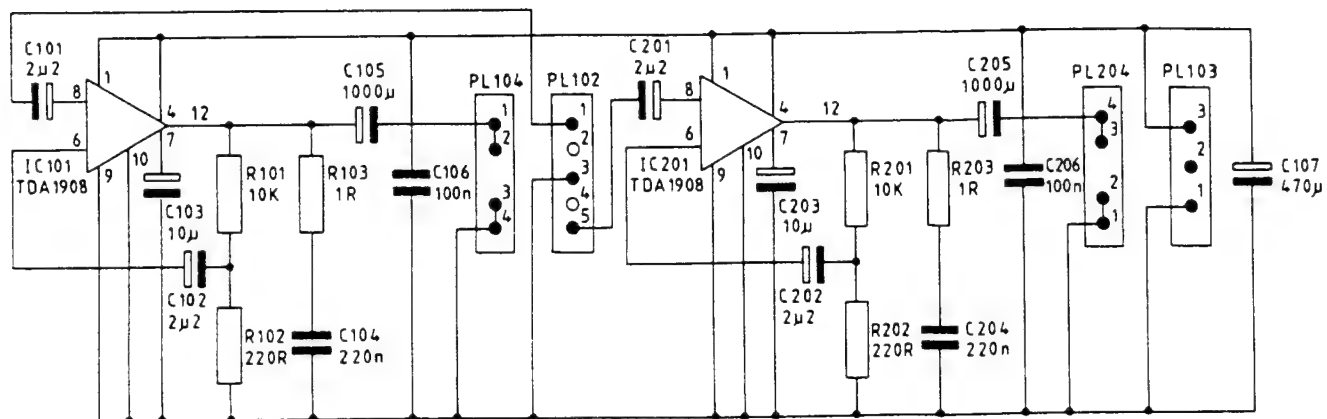 C101
2µ2
8
1
4
12
7
6
10
9
IC101
TDA1908
C103
10µ
C102
2µ2
R101
10K
R103
1R
R102
220R
C104
220n
C105
1000µ
C106
100n
PL104
1
2
3
4
PL102
1
2
3
4
5
C201
2µ2
8
1
4
12
7
6
10
9
IC201
TDA1908
C203
10µ
C202
2µ2
R201
10K
R203
1R
R202
220R
C204
220n
C205
1000µ
C206
100n
PL204
4
3
2
1
PL103
3
2
1
C107
470µ